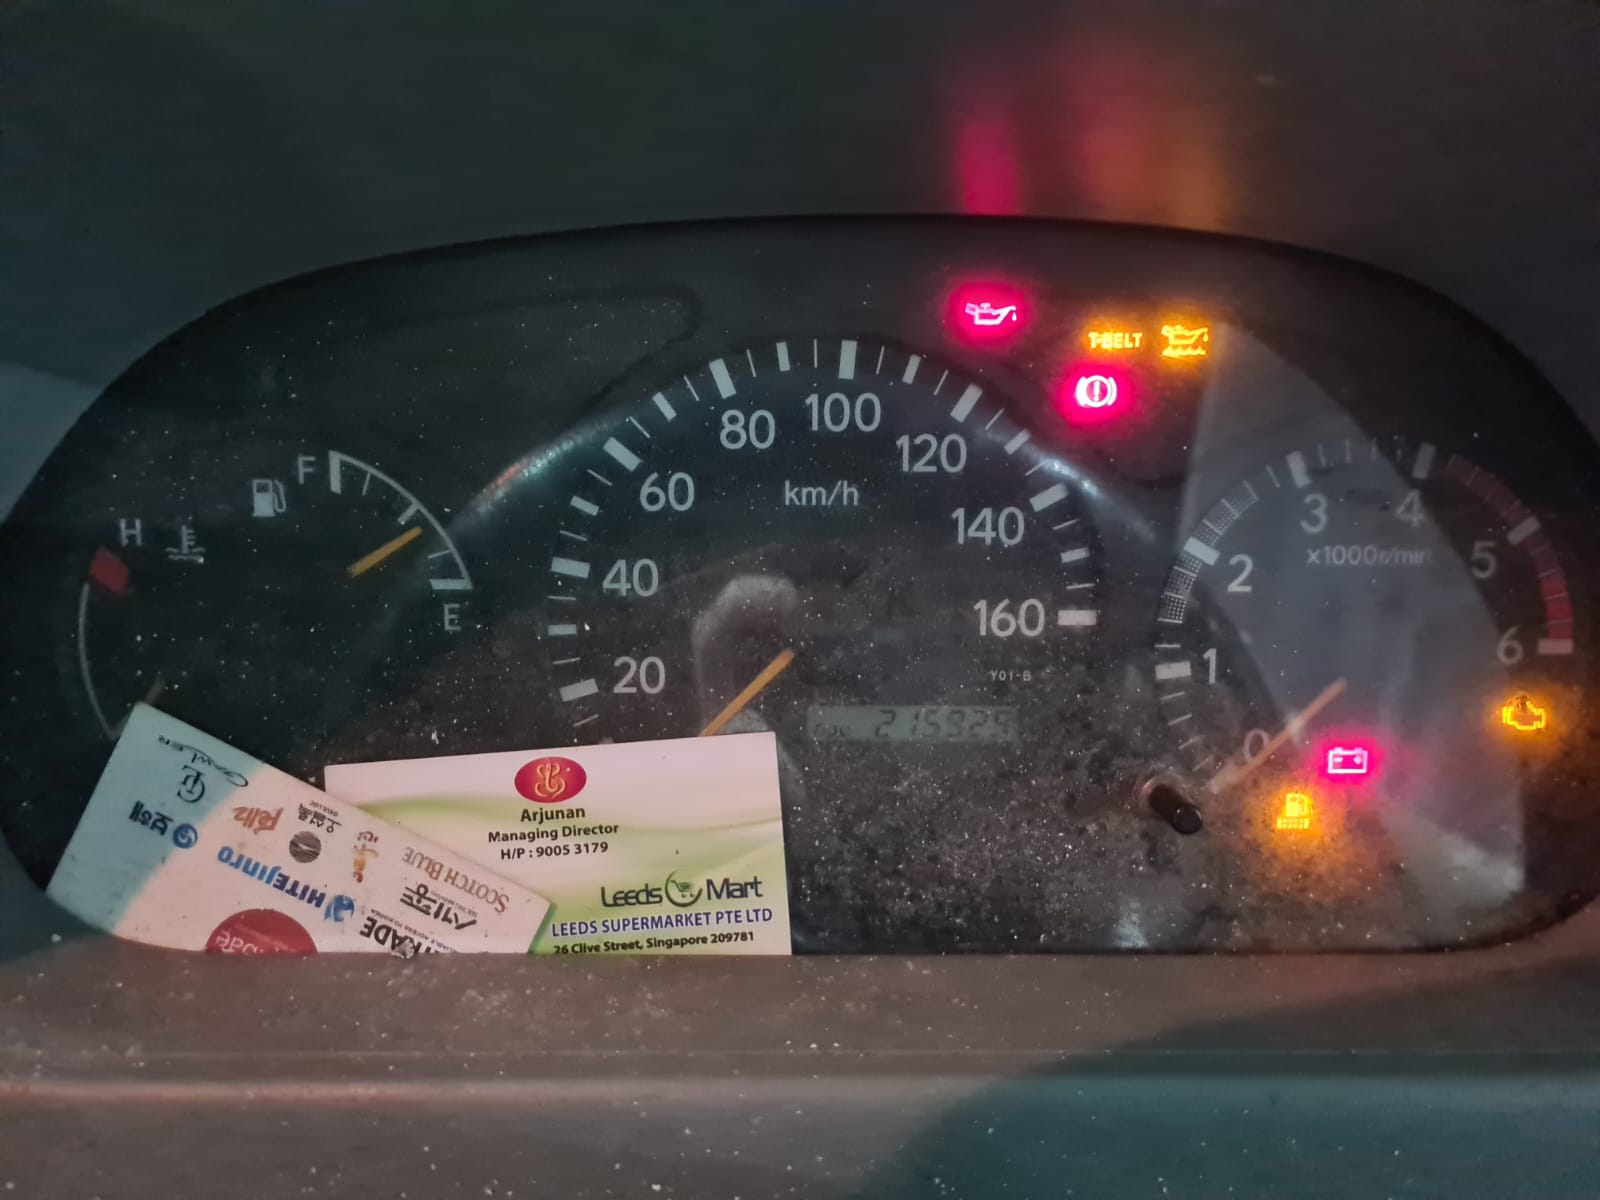 T-BELT
F
H
E
20
40
60
80
100
120
140
160
km/h
Y01-B
0
1
2
3
4
5
6
x1000r/min
Arjunan
Managing Director
H/P : 9005 3179
Leeds Mart
LEEDS SUPERMARKET PTE LTD
26 Clive Street, Singapore 209781
보해
HITEJINRO
SCOTCH BLUE